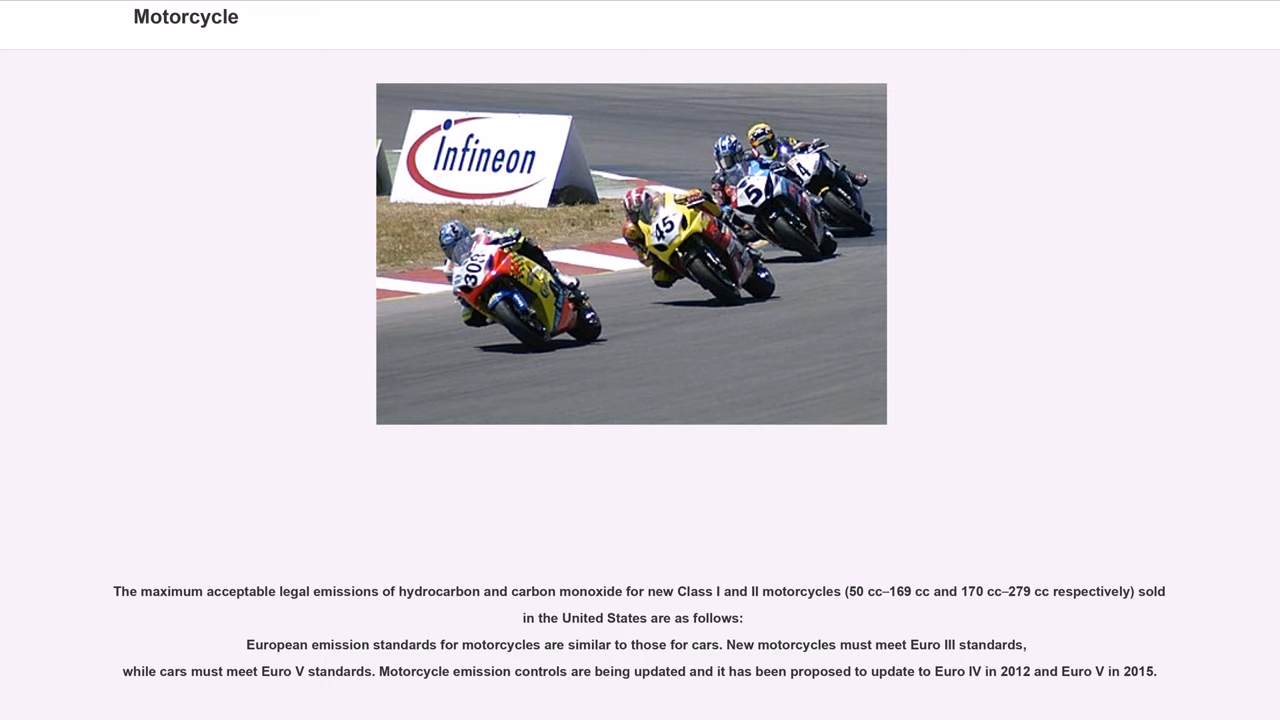 Motorcycle
Infineon
4
5
45
The maximum acceptable legal emissions of hydrocarbon and carbon monoxide for new Class I and II motorcycles (50 cc–169 cc and 170 cc–279 cc respectively) sold
in the United States are as follows:
European emission standards for motorcycles are similar to those for cars. New motorcycles must meet Euro III standards,
while cars must meet Euro V standards. Motorcycle emission controls are being updated and it has been proposed to update to Euro IV in 2012 and Euro V in 2015.